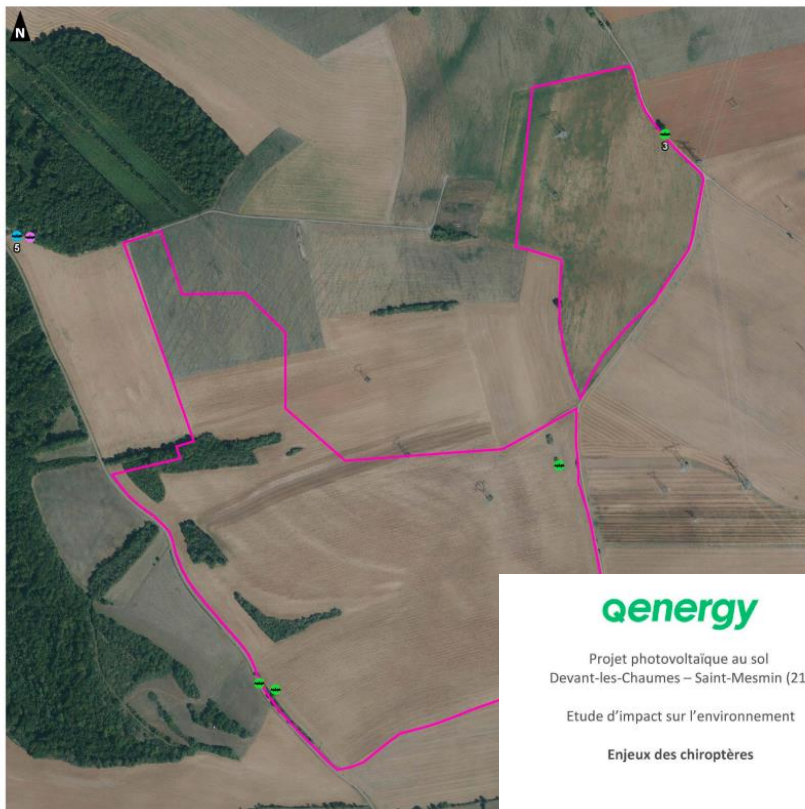 N
3
5
Qenergy
Projet photovoltaïque au sol
Devant-les-Chaumes – Saint-Mesmin (21
Etude d'impact sur l'environnement
Enjeux des chiroptères